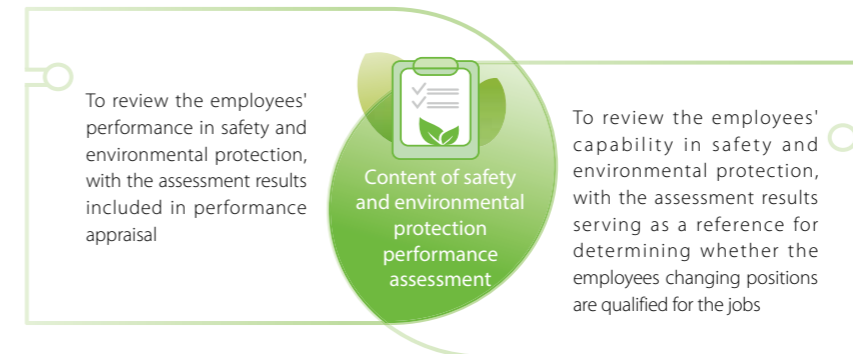 To review the employees'
performance in safety and
environmental protection,
with the assessment results
included in performance
appraisal
Content of safety
and environmental
protection
performance
assessment
To review the employees'
capability in safety and
environmental protection,
with the assessment results
serving as a reference for
determining whether the
employees changing positions
are qualified for the jobs